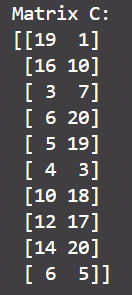 Matrix C:
[[19  1]
 [16 10]
 [ 3  7]
 [ 6 20]
 [ 5 19]
 [ 4  3]
 [10 18]
 [12 17]
 [14 20]
 [ 6  5]]